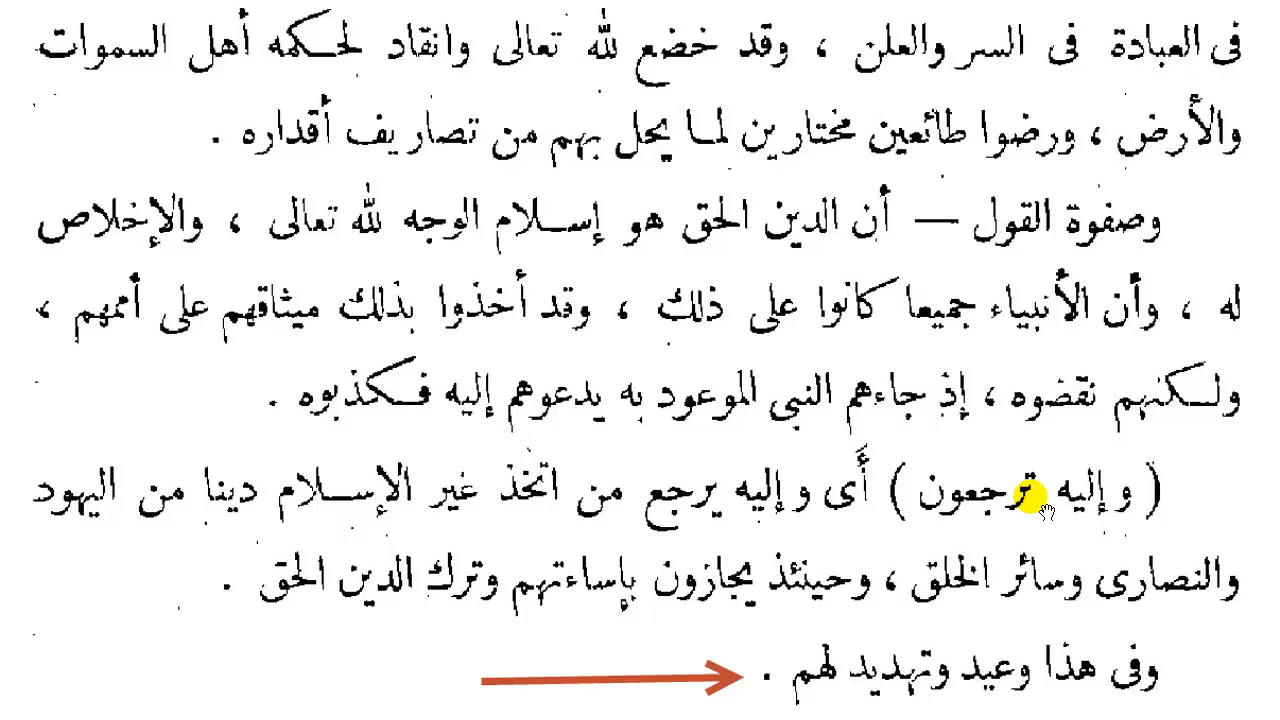 فى العبادة فى السر والعلن ، وقد خضع لله تعالى وانقاد لحكمه أهل السموات
والأرض ، ورضوا طائعين مختارين لما يحل بهم من تصاريف أقداره .
وصفوة القول — أن الدين الحق هو إسلام الوجه لله تعالى ، والإخلاص
له ، وأن الأنبياء جميعا كانوا على ذلك ، وقد أخذوا بذلك ميثاقهم على أممهم ،
ولكنهم نقضوه ، إذ جاءهم النبى الموعود به يدعوهم إليه فكذبوه .
( وإليه ترجعون ) أَى وإليه يرجع من اتخذ غير الإسلام دينا من اليهود
والنصارى وسائر الخلق ، وحينئذ يجازون بإساءتهم وترك الدين الحق .
وفى هذا وعيد وتهديد لهم .